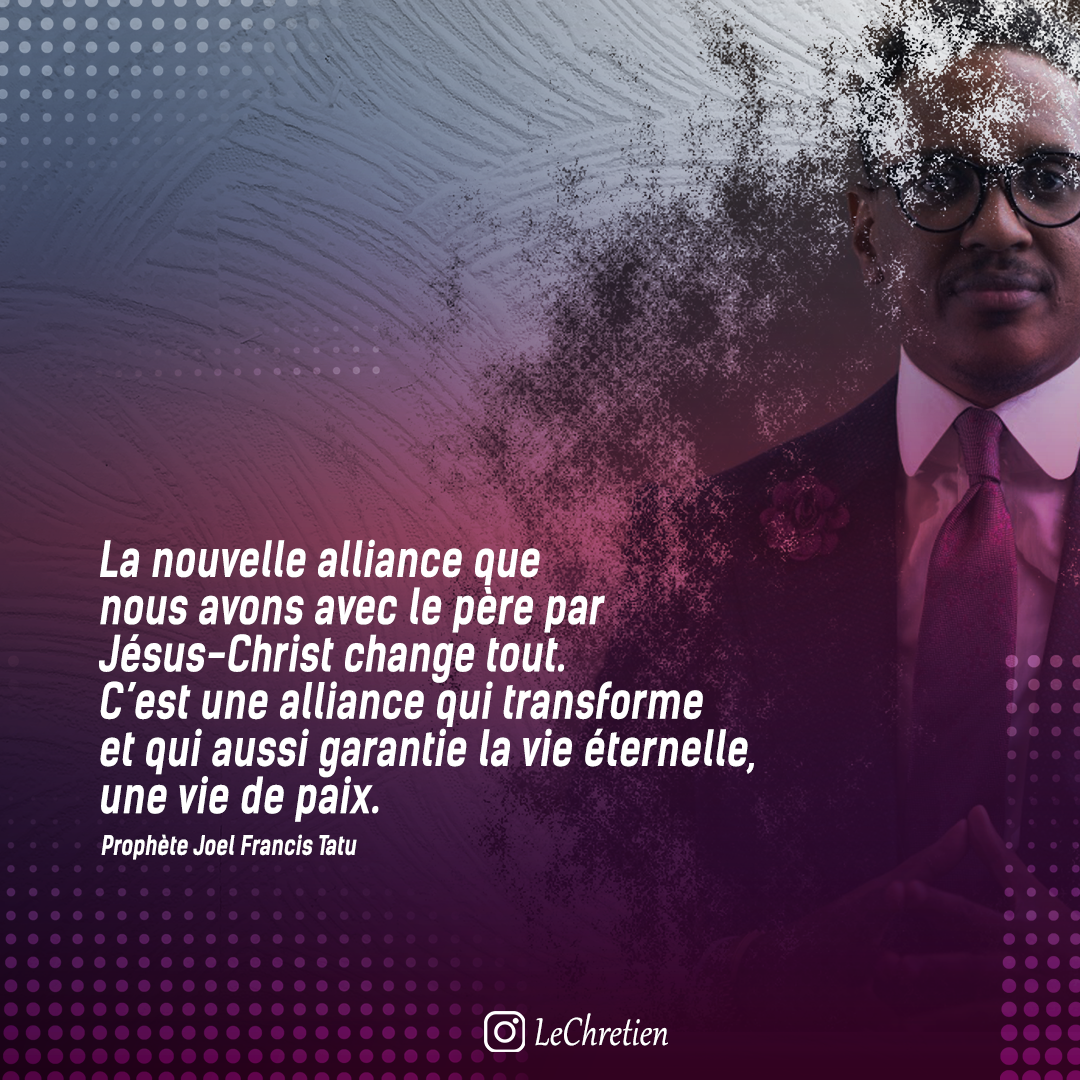 La nouvelle alliance que
nous avons avec le père par
Jésus-Christ change tout.
C’est une alliance qui transforme
et qui aussi garantie la vie éternelle,
une vie de paix.
Prophète Joel Francis Tatu
LeChretien